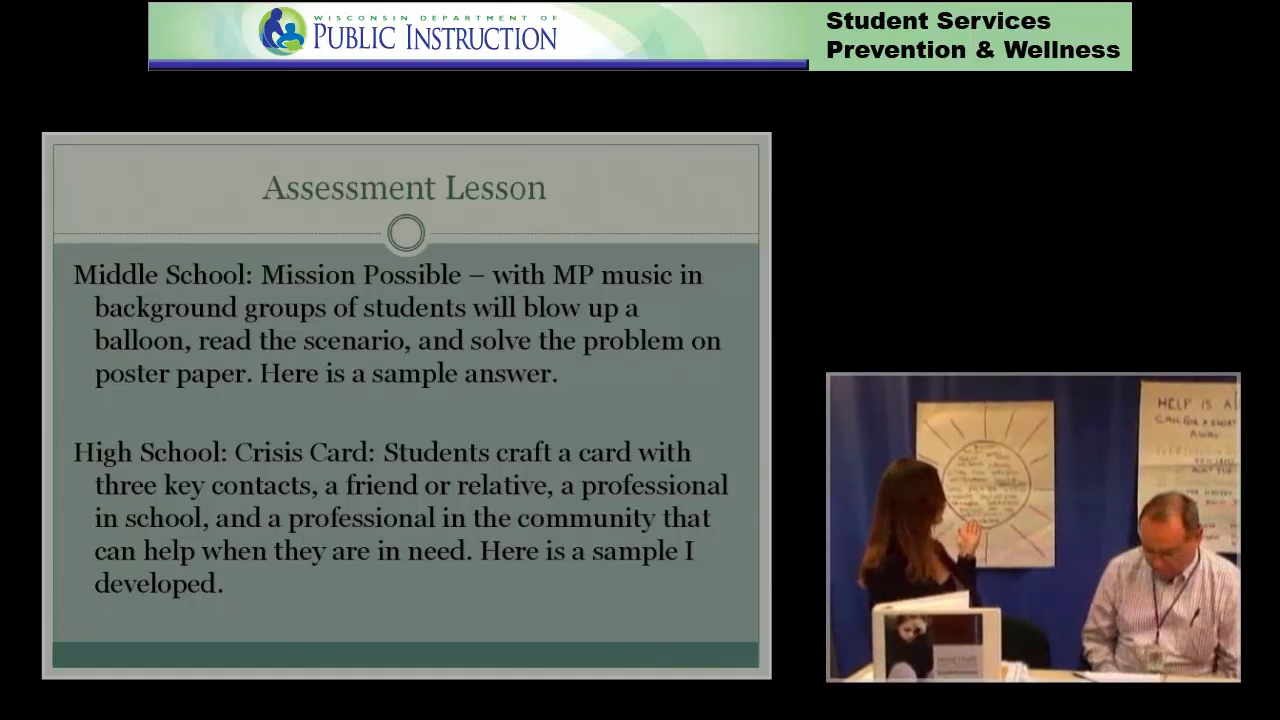 WISCONSIN DEPARTMENT OF
PUBLIC INSTRUCTION
Student Services
Prevention & Wellness
Assessment Lesson
Middle School: Mission Possible – with MP music in
background groups of students will blow up a
balloon, read the scenario, and solve the problem on
poster paper. Here is a sample answer.
High School: Crisis Card: Students craft a card with
three key contacts, a friend or relative, a professional
in school, and a professional in the community that
can help when they are in need. Here is a sample I
developed.
HELP IS A
CALL OR A SHORT
AWAY